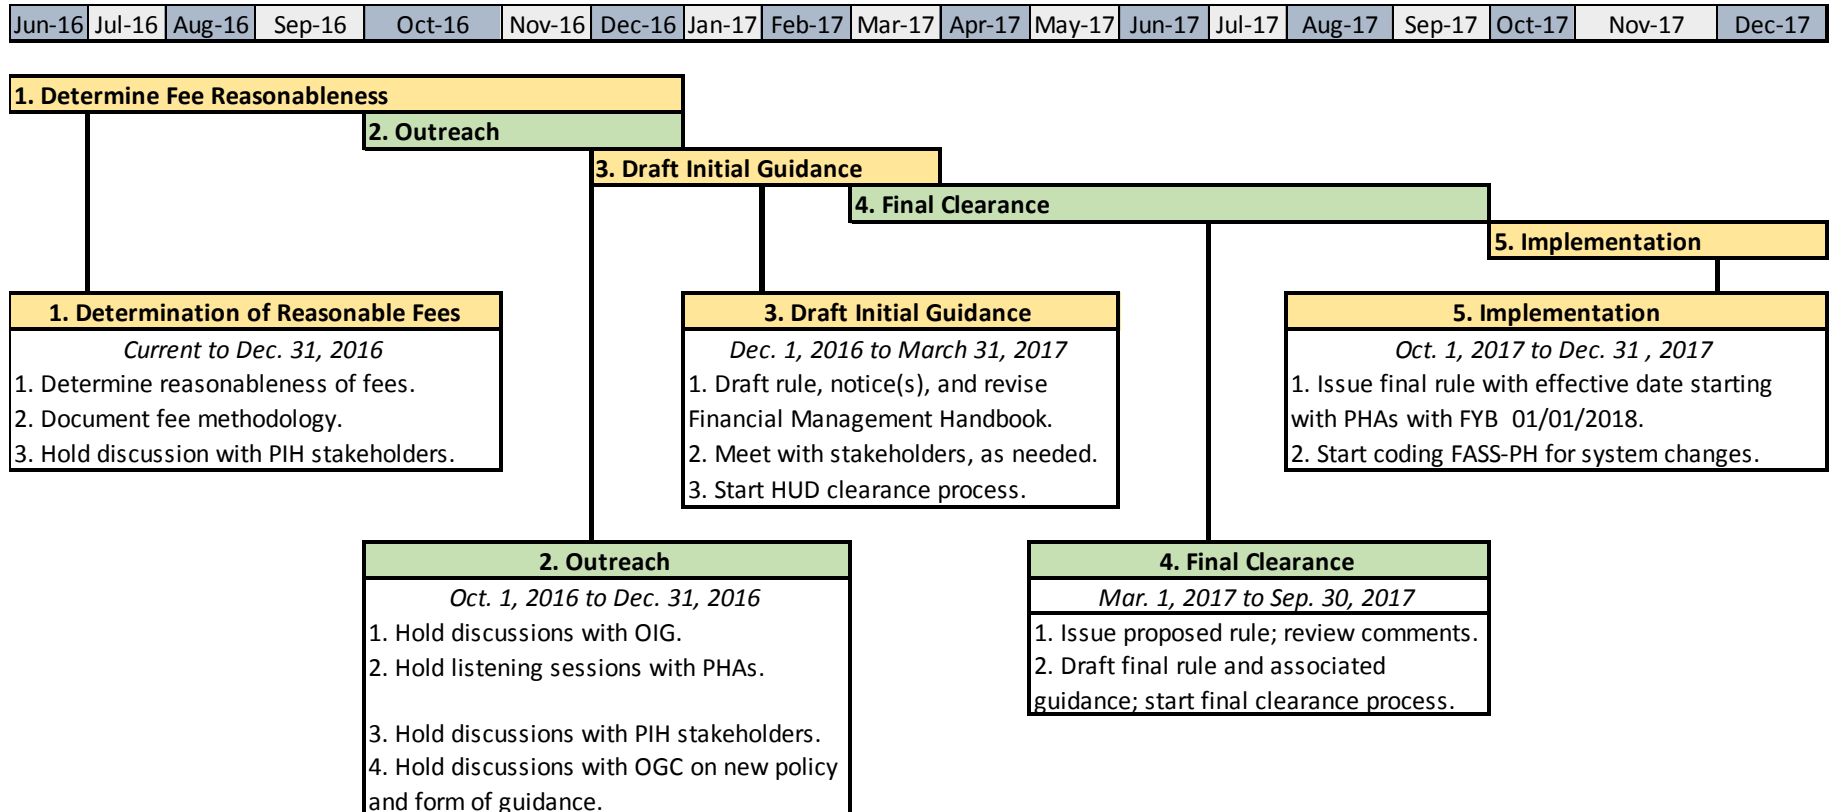 Jun-16 Jul-16 Aug-16 Sep-16 Oct-16 Nov-16 Dec-16 Jan-17 Feb-17 Mar-17 Apr-17 May-17 Jun-17 Jul-17 Aug-17 Sep-17 Oct-17 Nov-17 Dec-17
1. Determine Fee Reasonableness
2. Outreach
3. Draft Initial Guidance
4. Final Clearance
5. Implementation
1. Determination of Reasonable Fees
Current to Dec. 31, 2016
1. Determine reasonableness of fees.
2. Document fee methodology.
3. Hold discussion with PIH stakeholders.
3. Draft Initial Guidance
Dec. 1, 2016 to March 31, 2017
1. Draft rule, notice(s), and revise
Financial Management Handbook.
2. Meet with stakeholders, as needed.
3. Start HUD clearance process.
5. Implementation
Oct. 1, 2017 to Dec. 31 , 2017
1. Issue final rule with effective date starting
with PHAs with FYB 01/01/2018.
2. Start coding FASS-PH for system changes.
2. Outreach
Oct. 1, 2016 to Dec. 31, 2016
1. Hold discussions with OIG.
2. Hold listening sessions with PHAs.
3. Hold discussions with PIH stakeholders.
4. Hold discussions with OGC on new policy
and form of guidance.
4. Final Clearance
Mar. 1, 2017 to Sep. 30, 2017
1. Issue proposed rule; review comments.
2. Draft final rule and associated
guidance; start final clearance process.